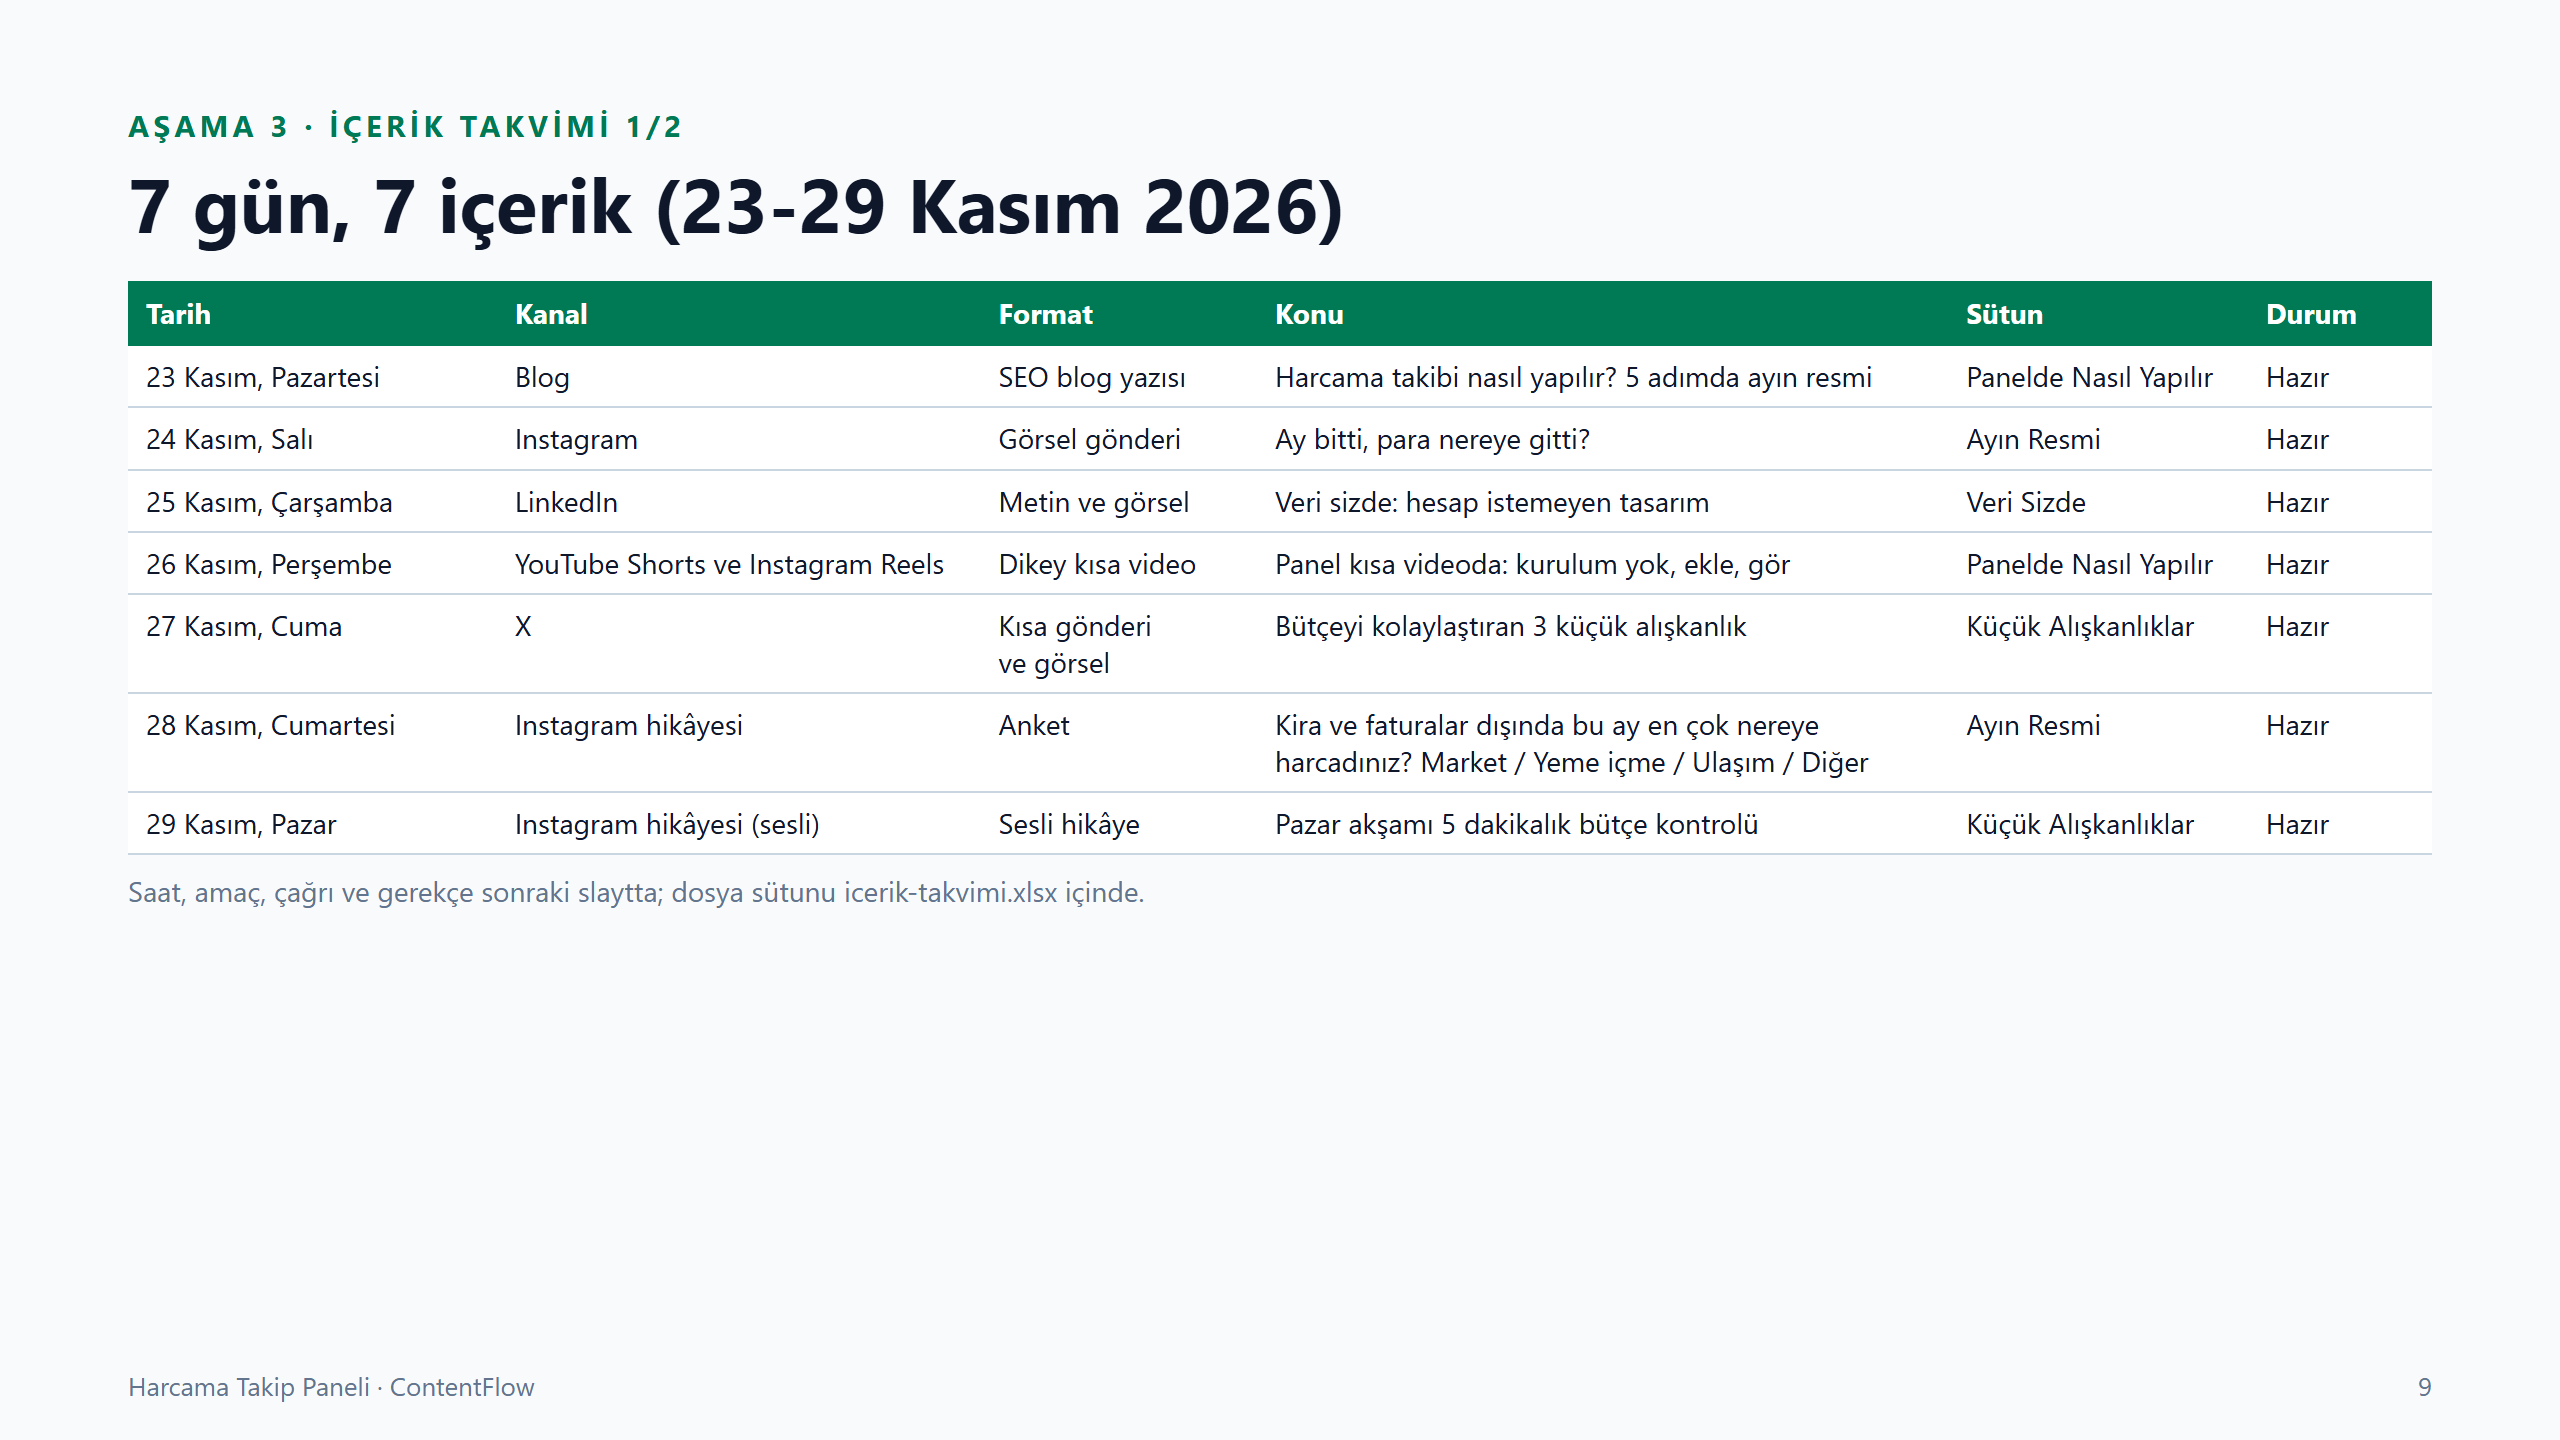 AŞAMA 3 · İÇERİK TAKVİMİ 1/2
7 gün, 7 içerik (23-29 Kasım 2026)
Tarih Kanal Format Konu Sütun Durum
23 Kasım, Pazartesi Blog SEO blog yazısı Harcama takibi nasıl yapılır? 5 adımda ayın resmi Panelde Nasıl Yapılır Hazır
24 Kasım, Salı Instagram Görsel gönderi Ay bitti, para nereye gitti? Ayın Resmi Hazır
25 Kasım, Çarşamba LinkedIn Metin ve görsel Veri sizde: hesap istemeyen tasarım Veri Sizde Hazır
26 Kasım, Perşembe YouTube Shorts ve Instagram Reels Dikey kısa video Panel kısa videoda: kurulum yok, ekle, gör Panelde Nasıl Yapılır Hazır
27 Kasım, Cuma X Kısa gönderi Bütçeyi kolaylaştıran 3 küçük alışkanlık Küçük Alışkanlıklar Hazır
ve görsel
28 Kasım, Cumartesi Instagram hikâyesi Anket Kira ve faturalar dışında bu ay en çok nereye Ayın Resmi Hazır
harcadınız? Market / Yeme içme / Ulaşım / Diğer
29 Kasım, Pazar Instagram hikâyesi (sesli) Sesli hikâye Pazar akşamı 5 dakikalık bütçe kontrolü Küçük Alışkanlıklar Hazır
Saat, amaç, çağrı ve gerekçe sonraki slaytta; dosya sütunu icerik-takvimi.xlsx içinde.
Harcama Takip Paneli · ContentFlow 9